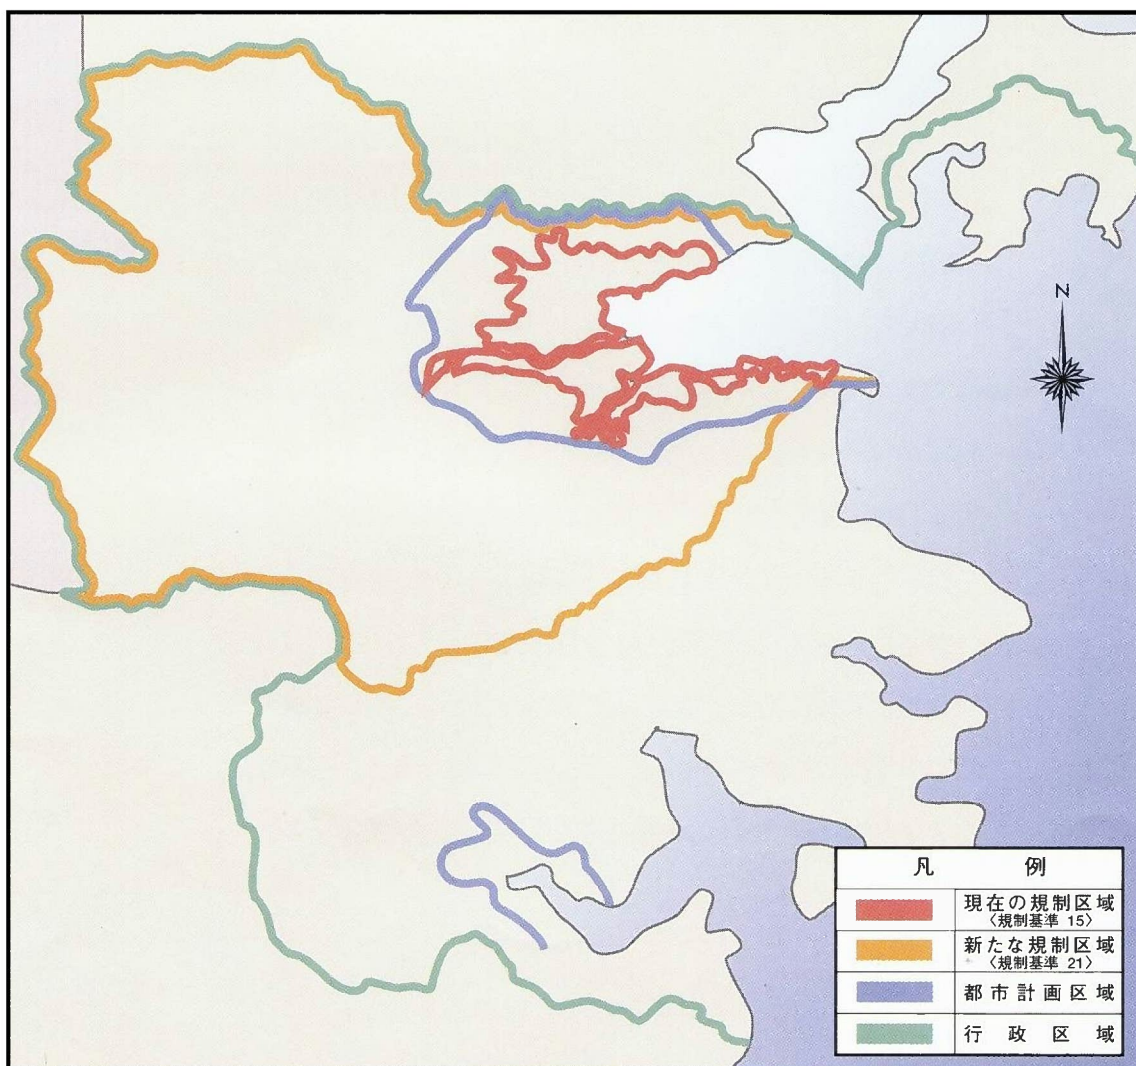 N
凡 例
現在の規制区域
〈規制基準 15〉
新たな規制区域
〈規制基準 21〉
都市計画区域
行政区域